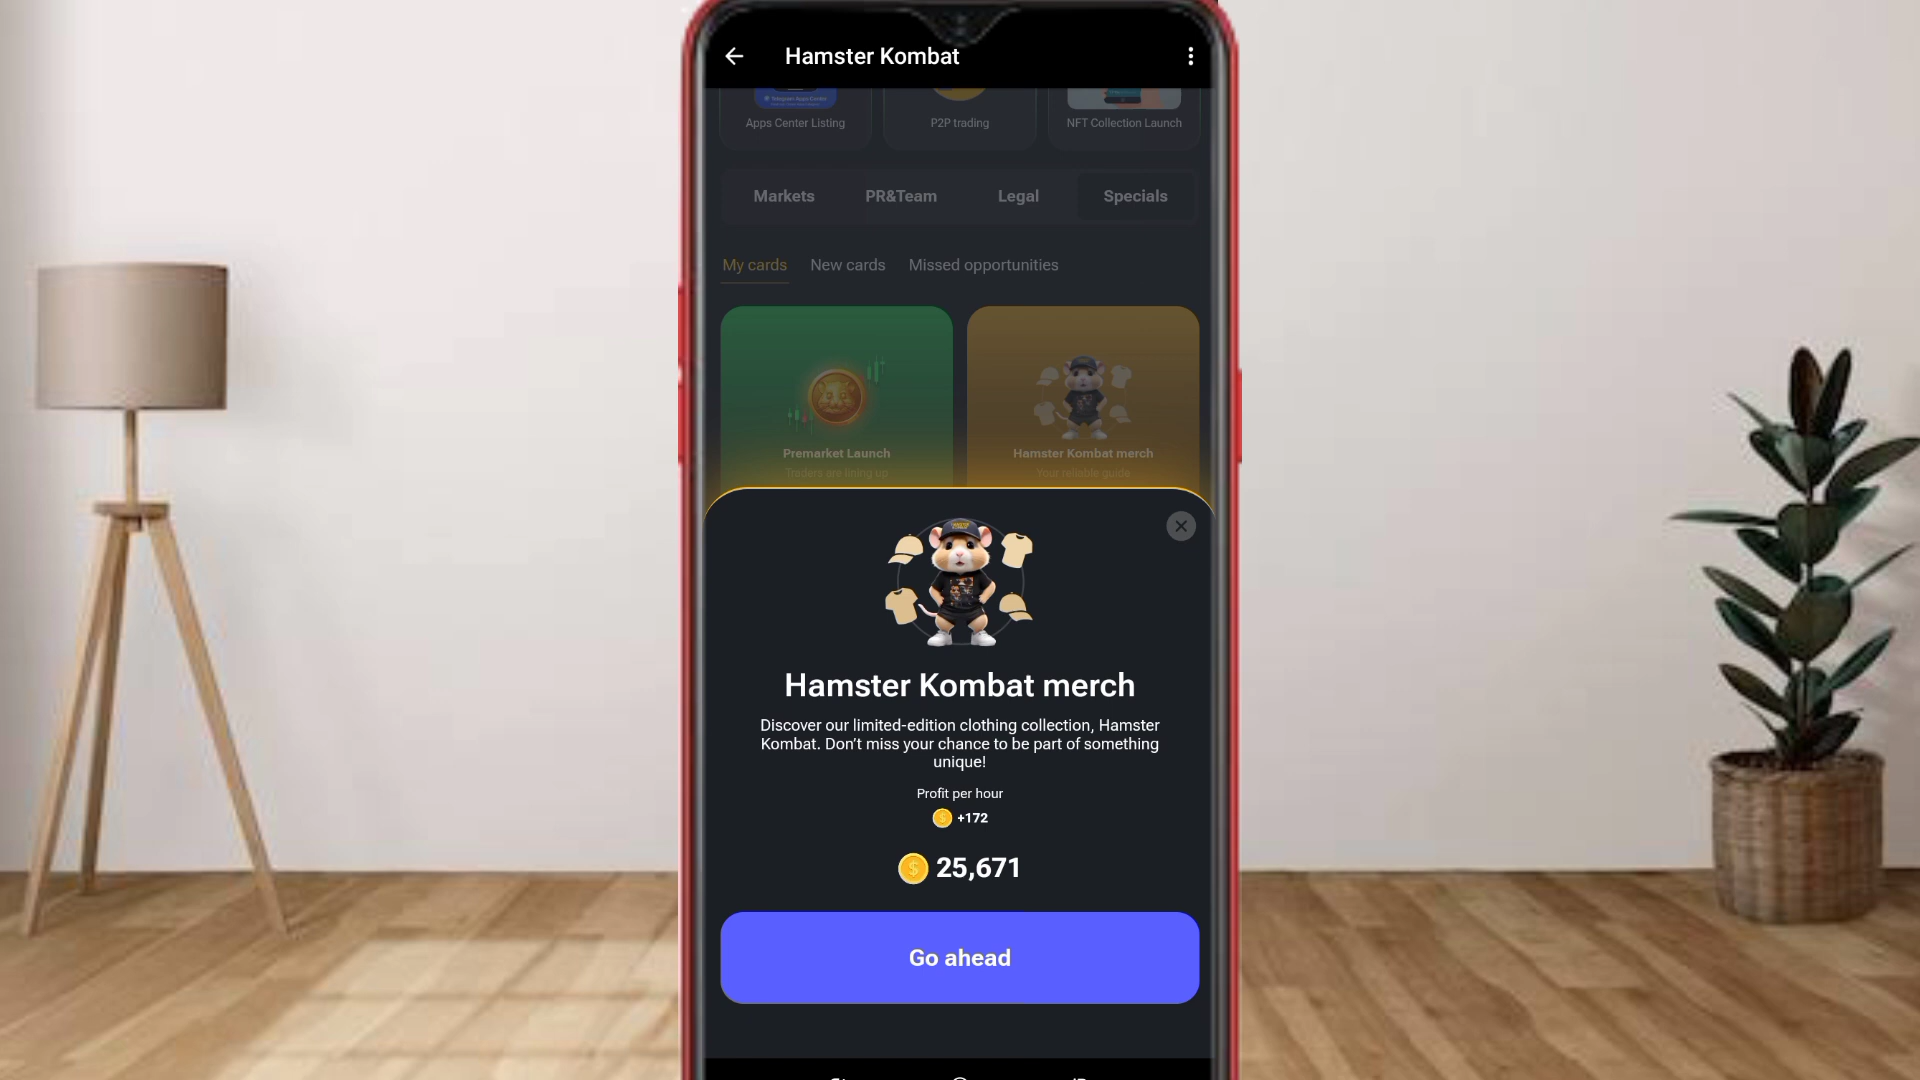 Hamster Kombat
Apps Center Listing
P2P trading
NFT Collection Launch
Markets
PR&Team
Legal
Specials
My cards
New cards
Missed opportunities
Premarket Launch
Traders are lining up
Hamster Kombat merch
Your reliable guide
Hamster Kombat merch
Discover our limited-edition clothing collection, Hamster
Kombat. Don't miss your chance to be part of something
unique!
Profit per hour
+172
25,671
Go ahead